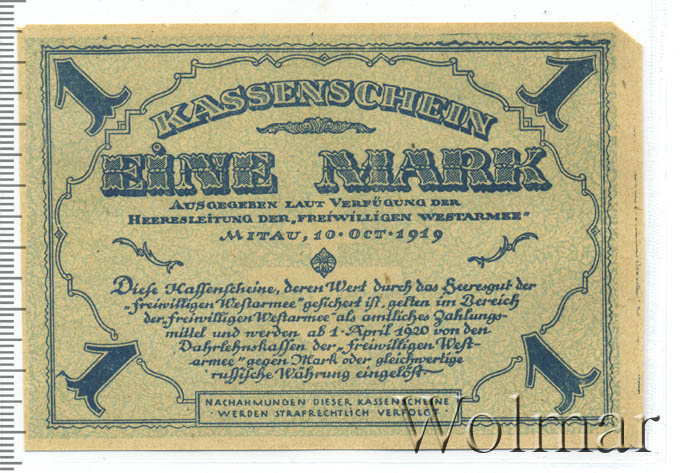 1 1
KASSENSCHEIN
EINE MARK
AUSGEGEBEN LAUT VERFÜGUNG DER
HEERESLEITUNG DER „FREIWILLIGEN WESTARMEE“
MITAU, 10·OCT·1919
Diese Kassenscheine, deren Wert durch das Heeresgut der
„freiwilligen Westarmee“ gesichert ist, gelten im Bereich
der „freiwilligen Westarmee“ als amtliches Zahlungs-
mittel und werden ab 1·April 1920 von den
Darlehnskassen der „freiwilligen West-
armee“ gegen Mark oder gleichwertige
russische Währung eingelöst·
1 1
NACHAHMUNGEN DIESER KASSENSCHEINE
·WERDEN STRAFRECHTLICH VERFOLGT·
Wolmar